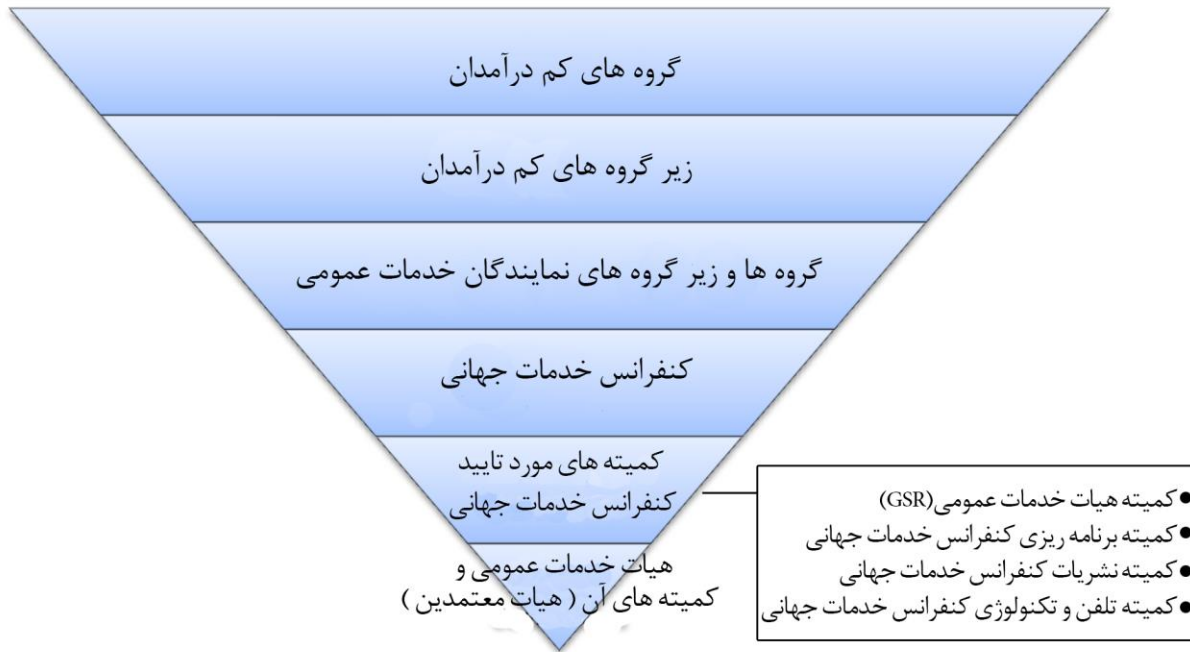 گروه های کم درآمدان
زیر گروه های کم درآمدان
گروه ها و زیر گروه های نمایندگان خدمات عمومی
کنفرانس خدمات جهانی
کمیته های مورد تایید
کنفرانس خدمات جهانی
هیات خدمات عمومی و
کمیته های آن ( هیات معتمدین )
●کمیته هیات خدمات عمومی(GSR)
●کمیته برنامه ریزی کنفرانس خدمات جهانی
●کمیته نشریات کنفرانس خدمات جهانی
●کمیته تلفن و تکنولوژی کنفرانس خدمات جهانی